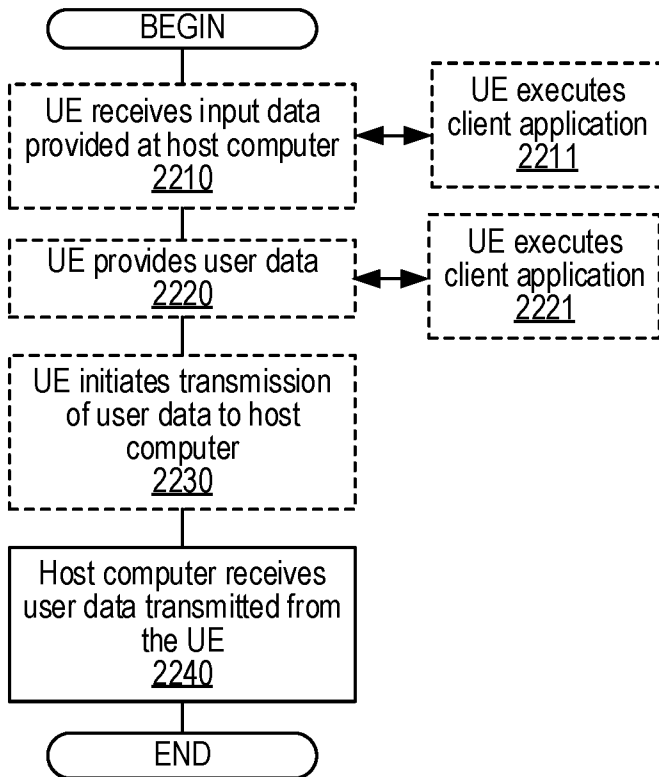 BEGIN
UE receives input data
provided at host computer
2210
UE executes
client application
2211
UE provides user data
2220
UE executes
client application
2221
UE initiates transmission
of user data to host
computer
2230
Host computer receives
user data transmitted from
the UE
2240
END